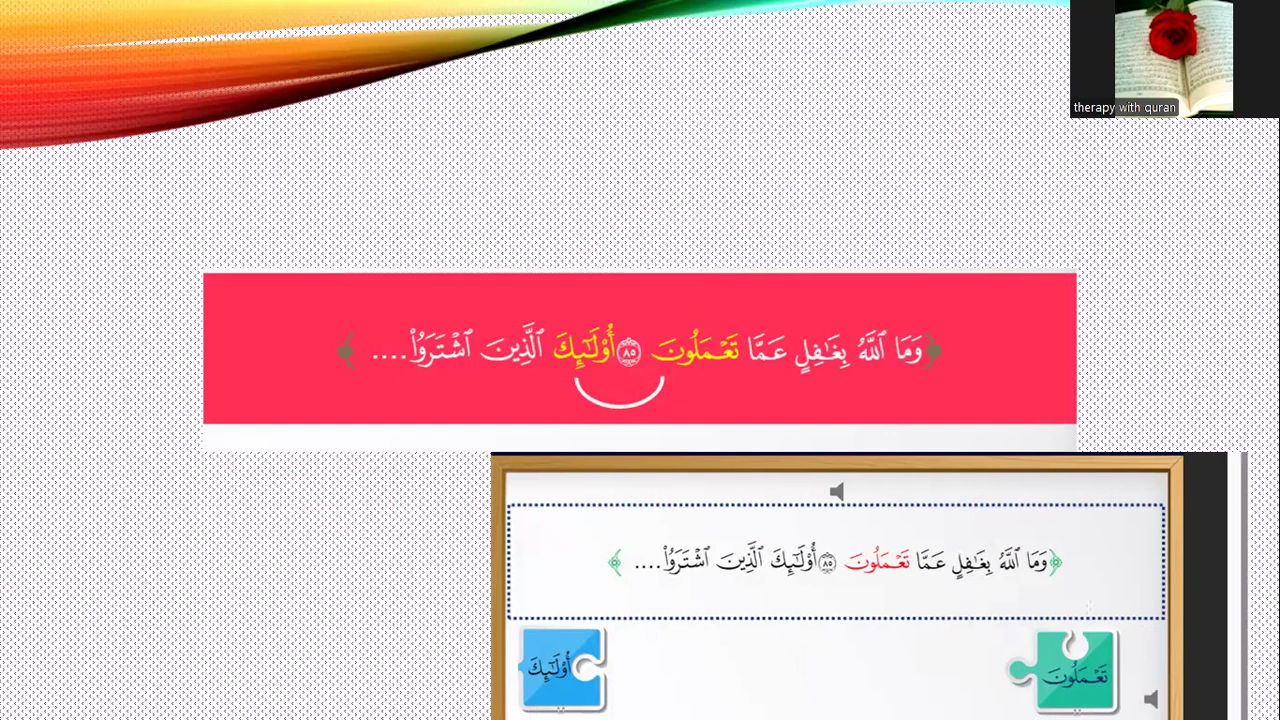 therapy with quran
﴿وَمَا ٱللَّهُ بِغَٰفِلٍ عَمَّا تَعۡمَلُونَ ٨٥ أُوْلَٰٓئِكَ ٱلَّذِينَ ٱشۡتَرَوُاْ....﴾
﴿وَمَا ٱللَّهُ بِغَٰفِلٍ عَمَّا تَعۡمَلُونَ ٨٥ أُوْلَٰٓئِكَ ٱلَّذِينَ ٱشۡتَرَوُاْ....﴾
تَعۡمَلُونَ
أُوْلَٰٓئِكَ